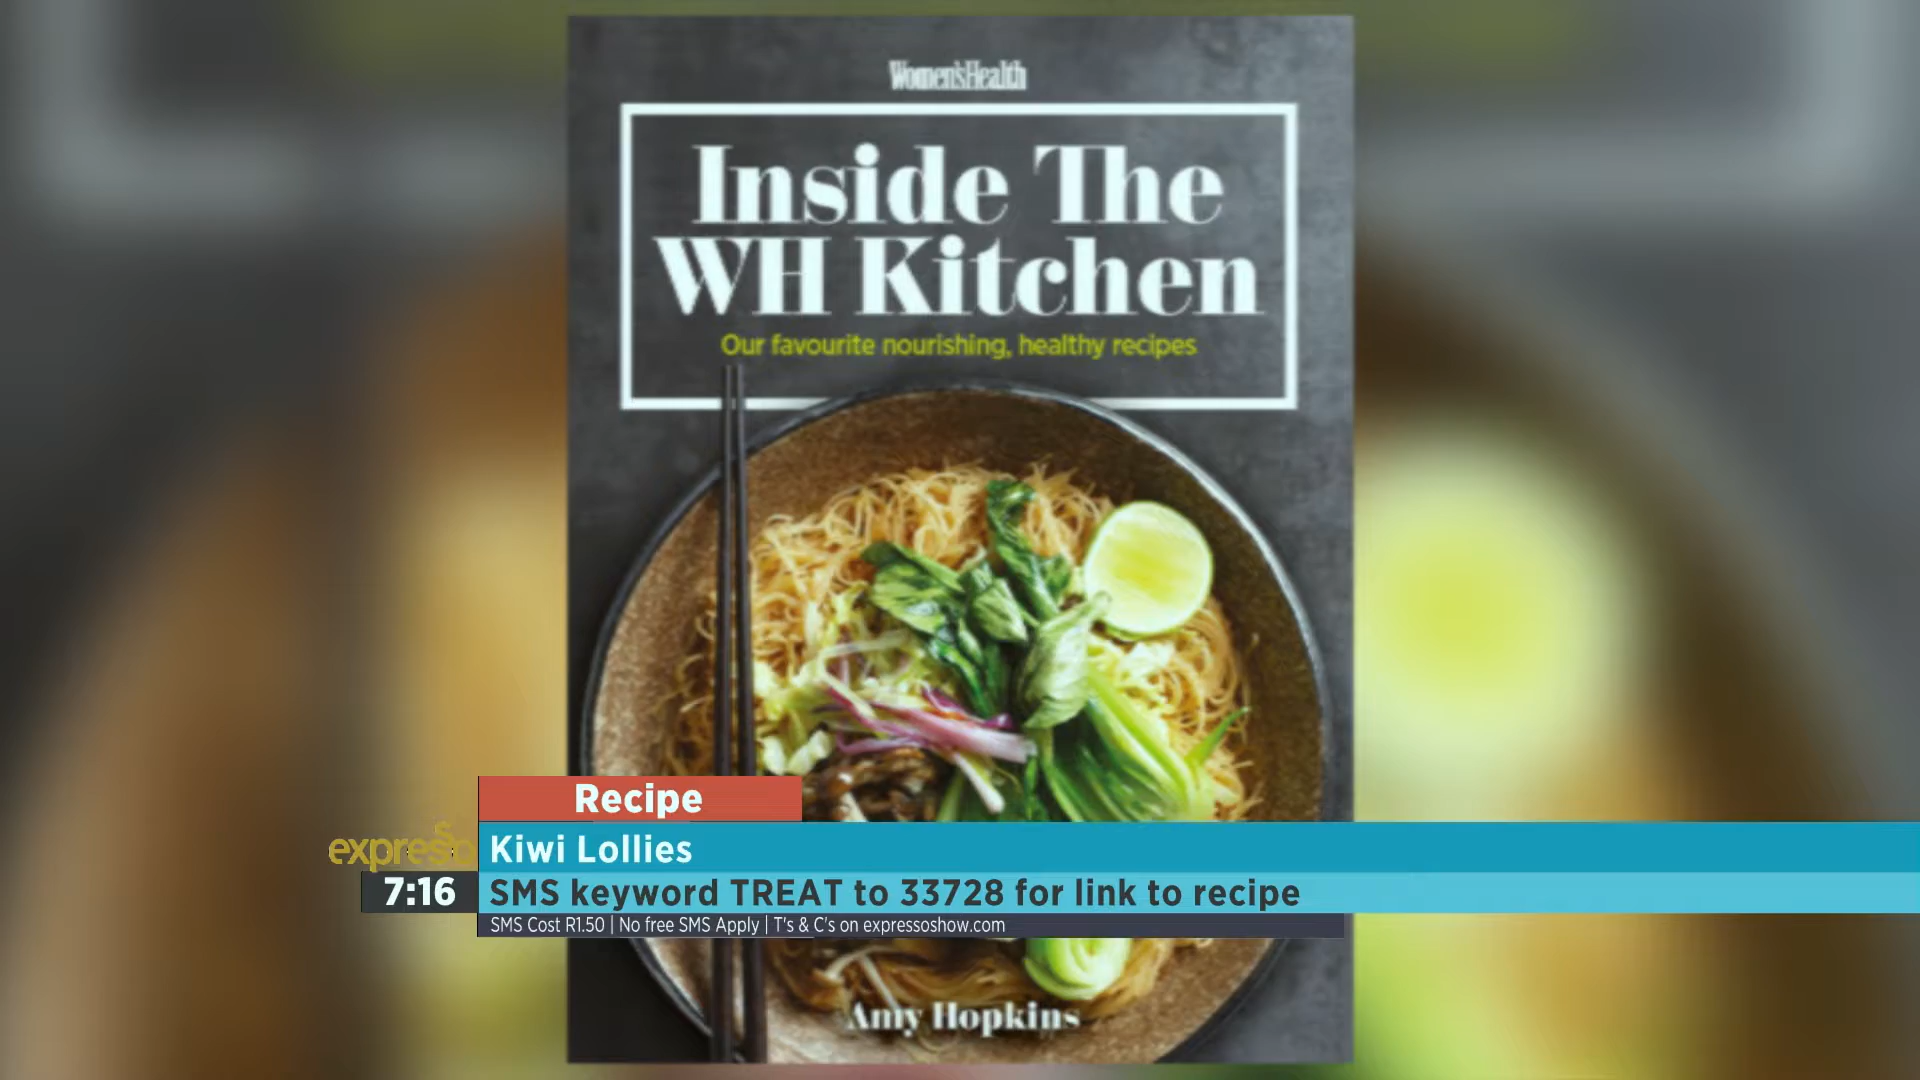 Women'sHealth
Inside The
WH Kitchen
Our favourite nourishing, healthy recipes
Recipe
expresso
Kiwi Lollies
7:16
SMS keyword TREAT to 33728 for link to recipe
SMS Cost R1.50 | No free SMS Apply | T's & C's on expressoshow.com
Amy Hopkins